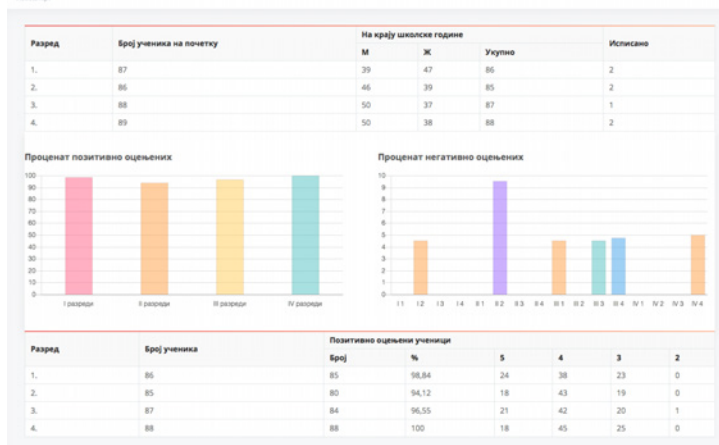 Разред Број ученика на почетку На крају школске године Исписано
М Ж Укупно
1. 87 39 47 86 2
2. 86 46 39 85 2
3. 88 50 37 87 1
4. 89 50 38 88 2
Проценат позитивно оцењених
100
90
80
70
60
50
40
30
20
10
0
I разреди II разреди III разреди IV разреди
Проценат негативно оцењених
10
9
8
7
6
5
4
3
2
1
0
I 1 I 2 I 3 I 4 II 1 II 2 II 3 II 4 III 1 III 2 III 3 III 4 IV 1 IV 2 IV 3 IV 4
Разред Број ученика Позитивно оцењени ученици
Број % 5 4 3 2
1. 86 85 98,84 24 38 23 0
2. 85 80 94,12 18 43 19 0
3. 87 84 96,55 21 42 20 1
4. 88 88 100 18 45 25 0